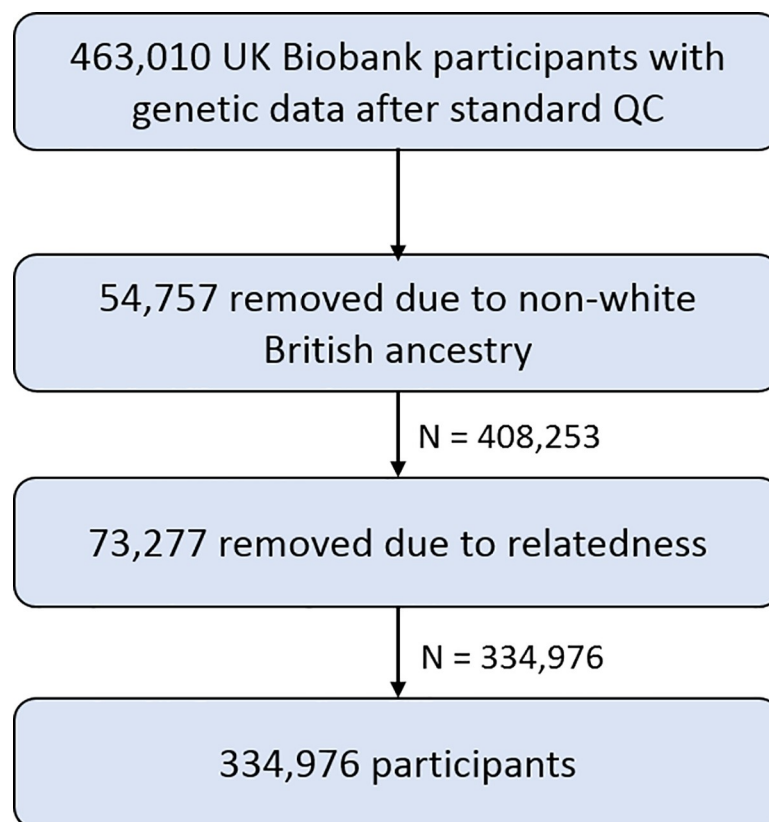 463,010 UK Biobank participants with
genetic data after standard QC
54,757 removed due to non-white
British ancestry
N = 408,253
73,277 removed due to relatedness
N = 334,976
334,976 participants